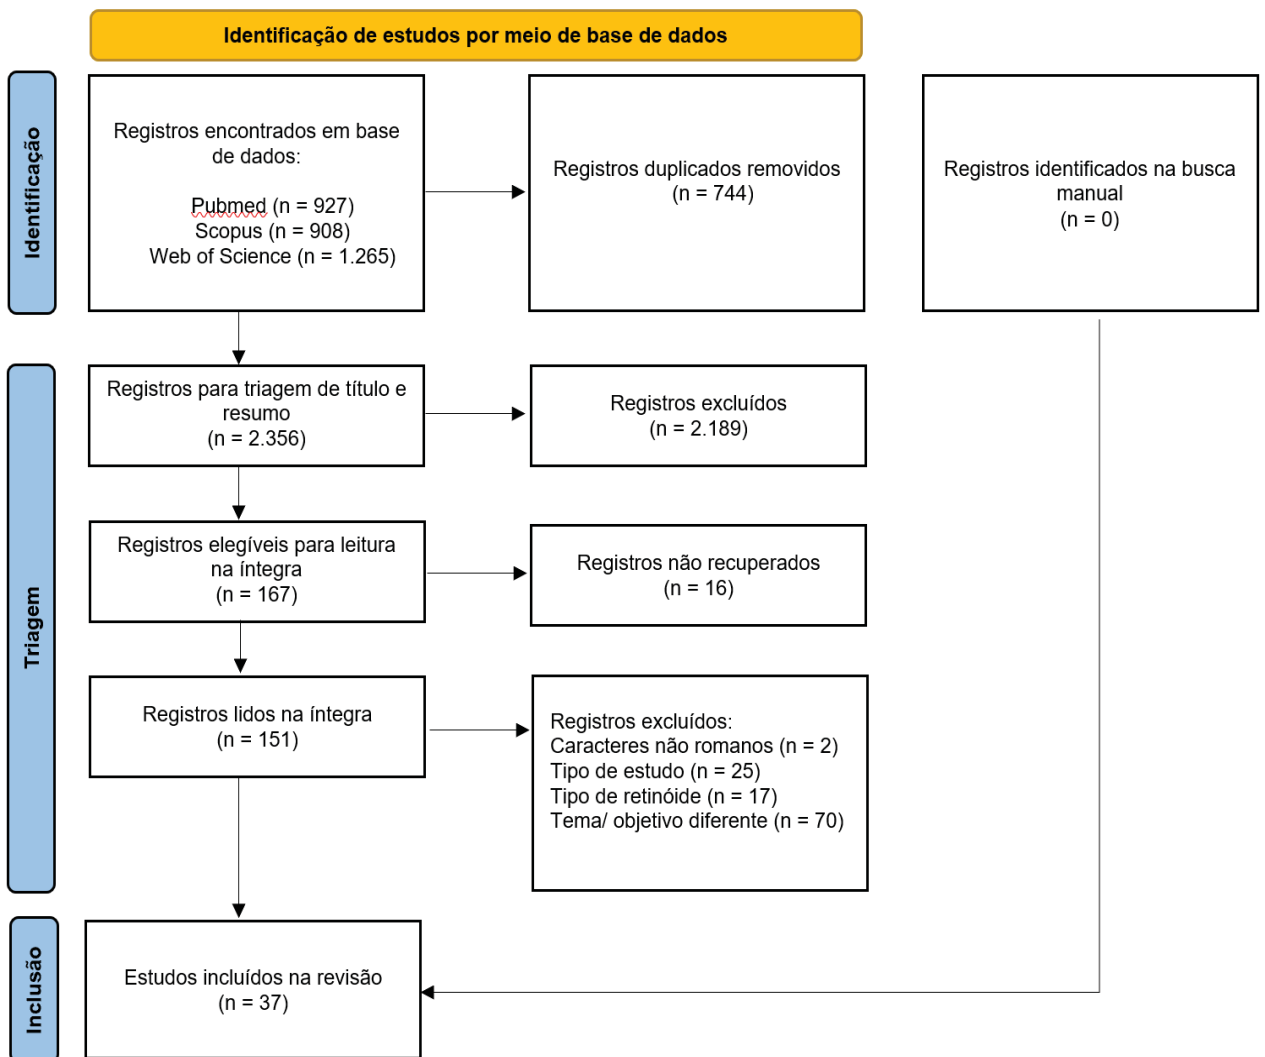 Identificação de estudos por meio de base de dados
Identificação
Registros encontrados em base
de dados:
Pubmed (n = 927)
Scopus (n = 908)
Web of Science (n = 1.265)
Registros duplicados removidos
(n = 744)
Registros identificados na busca
manual
(n = 0)
Triagem
Registros para triagem de título e
resumo
(n = 2.356)
Registros excluídos
(n = 2.189)
Registros elegíveis para leitura
na íntegra
(n = 167)
Registros não recuperados
(n = 16)
Registros lidos na íntegra
(n = 151)
Registros excluídos:
Caracteres não romanos (n = 2)
Tipo de estudo (n = 25)
Tipo de retinóide (n = 17)
Tema/ objetivo diferente (n = 70)
Inclusão
Estudos incluídos na revisão
(n = 37)